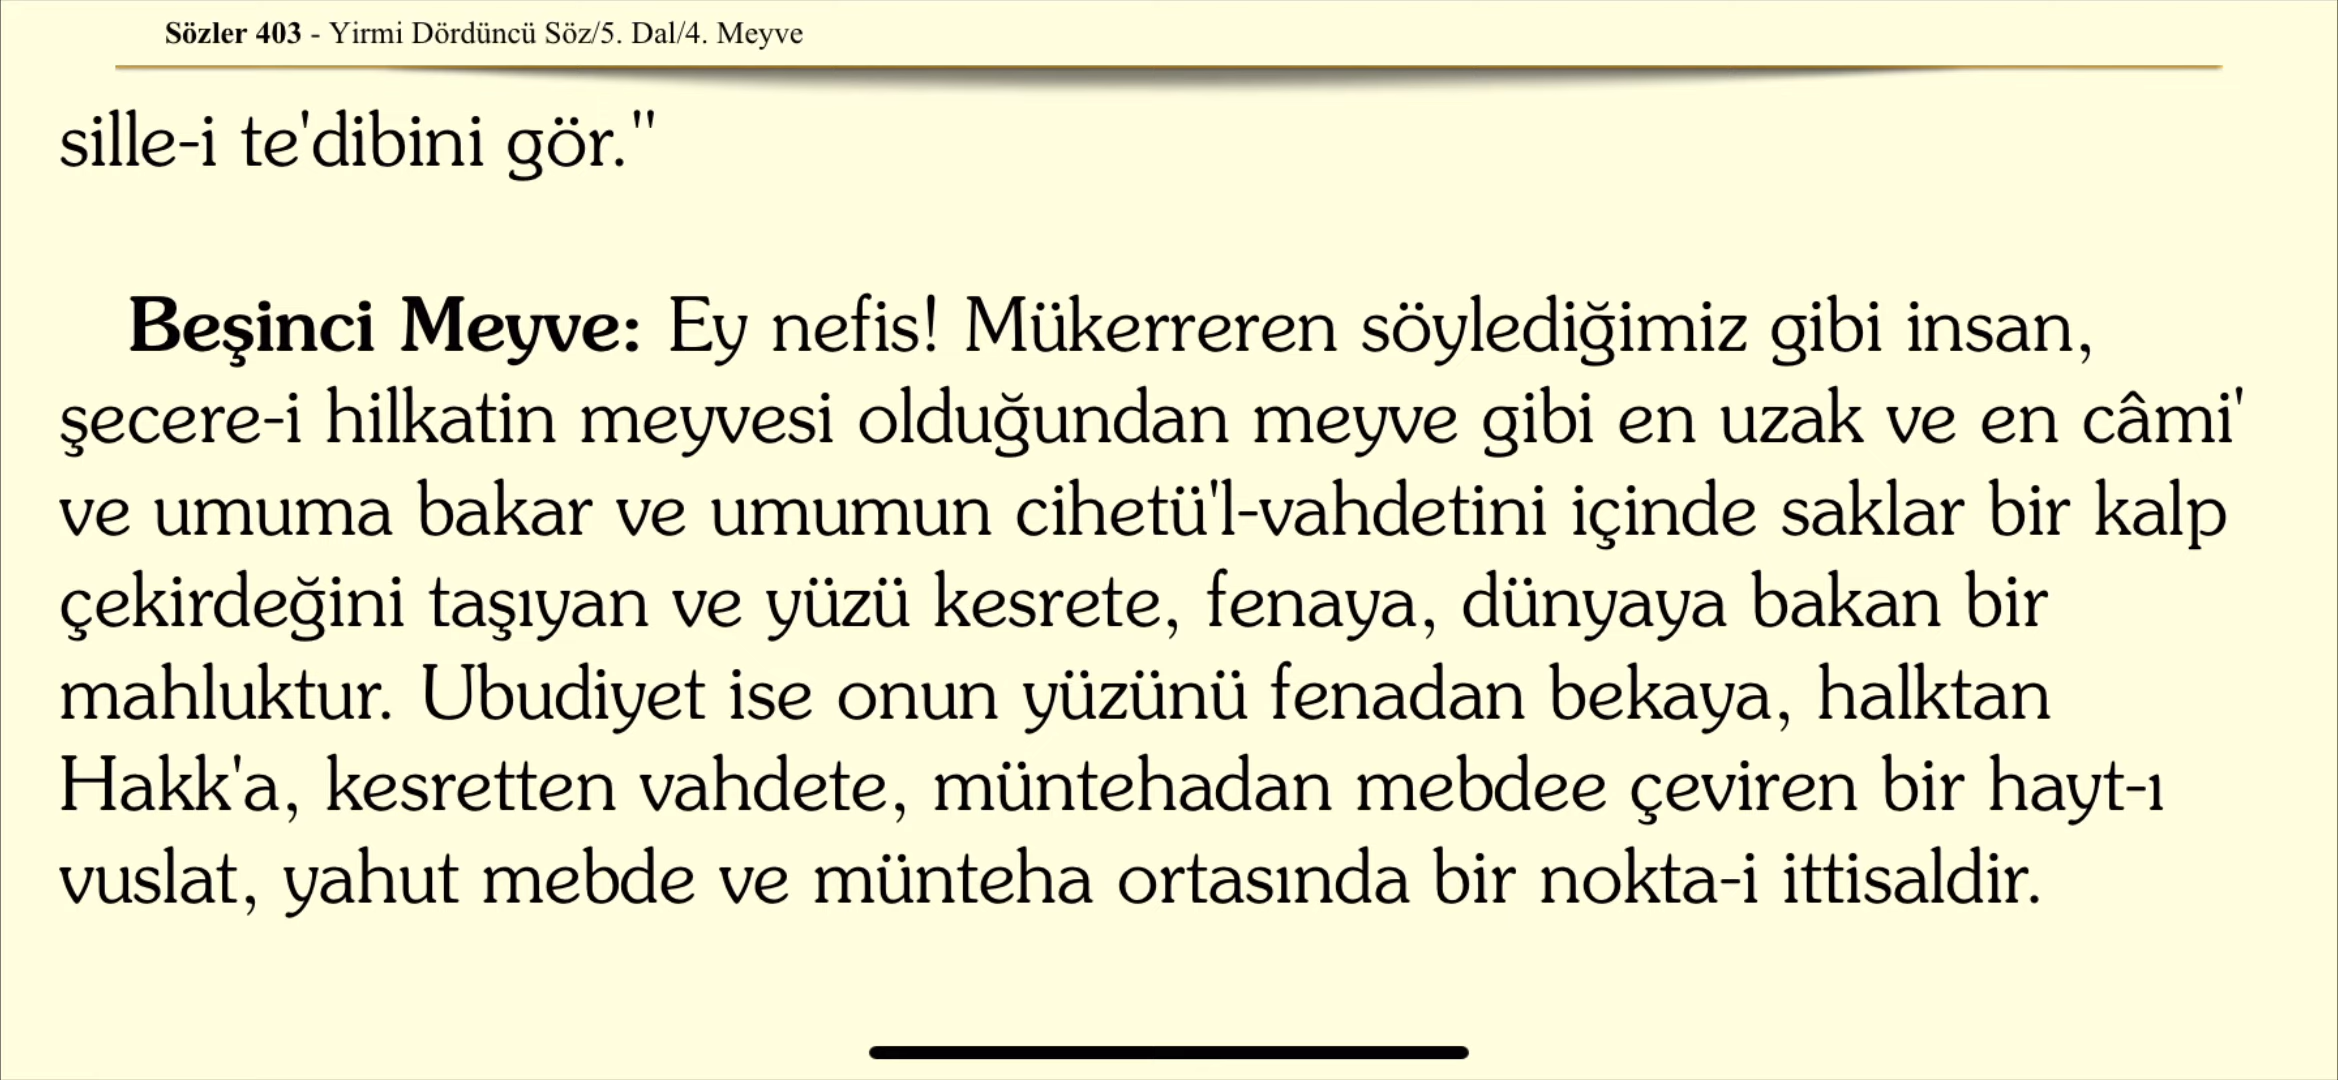 Sözler 403 - Yirmi Dördüncü Söz/5. Dal/4. Meyve
sille-i te'dibini gör."
Beşinci Meyve: Ey nefis! Mükerreren söylediğimiz gibi insan,
şecere-i hilkatin meyvesi olduğundan meyve gibi en uzak ve en câmi'
ve umuma bakar ve umumun cihetü'l-vahdetini içinde saklar bir kalp
çekirdeğini taşıyan ve yüzü kesrete, fenaya, dünyaya bakan bir
mahluktur. Ubudiyet ise onun yüzünü fenadan bekaya, halktan
Hakk'a, kesretten vahdete, müntehadan mebdee çeviren bir hayt-ı
vuslat, yahut mebde ve münteha ortasında bir nokta-i ittisaldir.